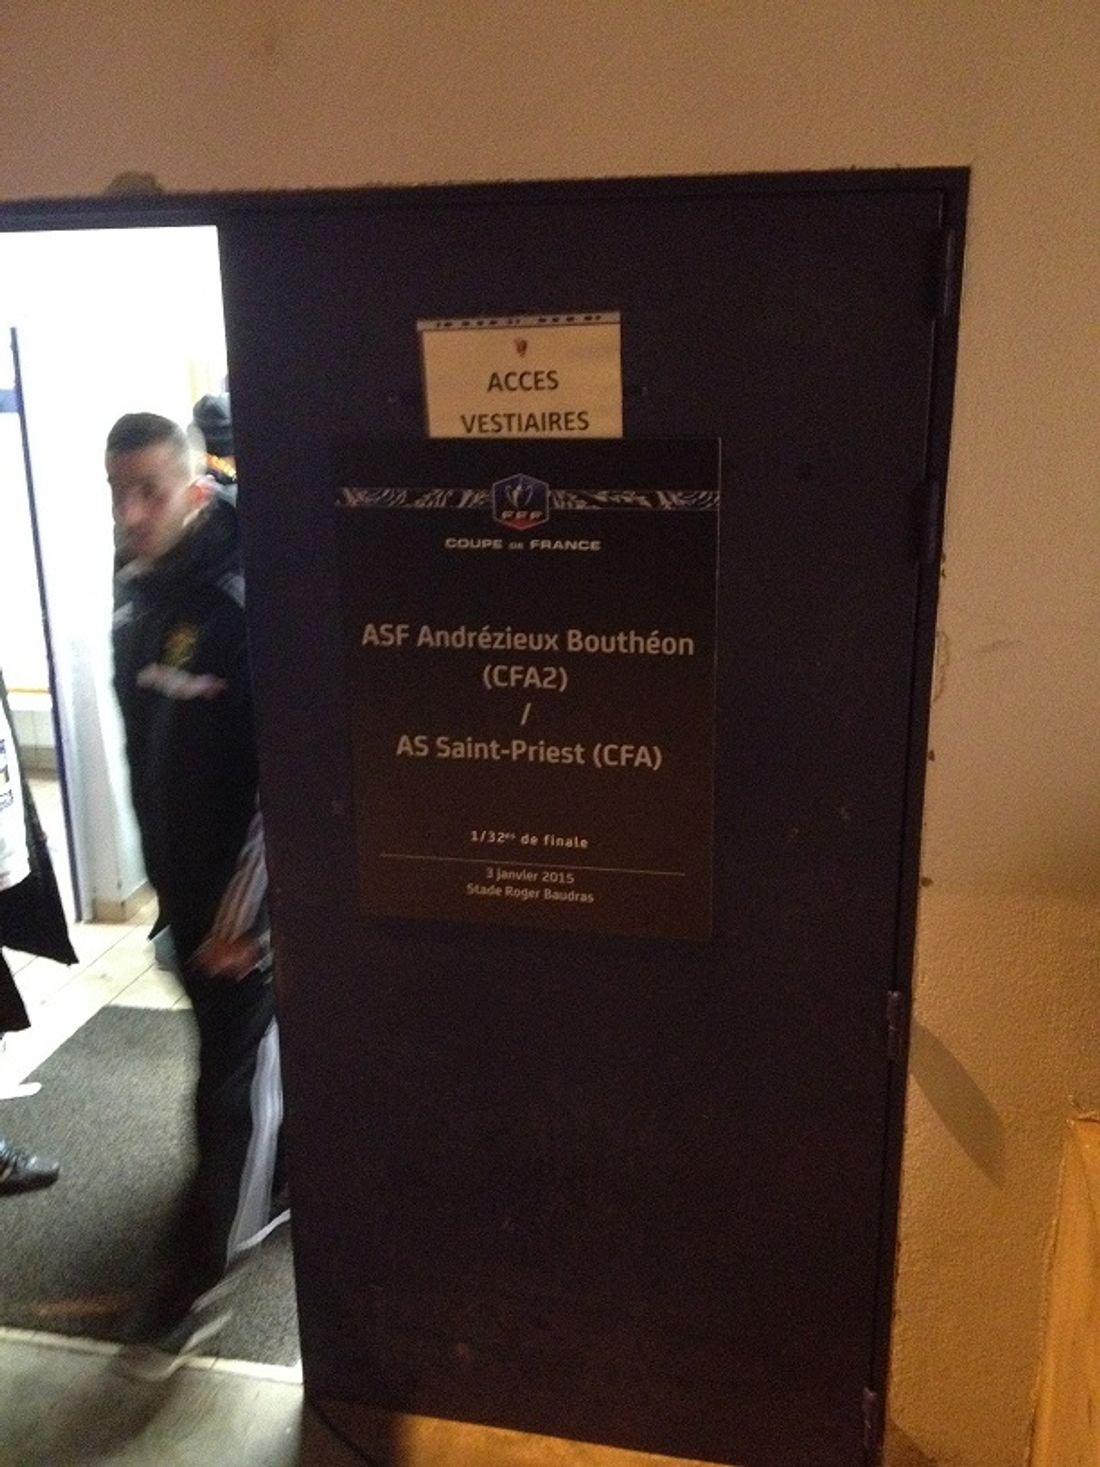 ACCES
VESTIAIRES
FFF
COUPE DE FRANCE
ASF Andrézieux Bouthéon
(CFA2)
/
AS Saint-Priest (CFA)
1/32es de finale
3 janvier 2015
Stade Roger Baudras